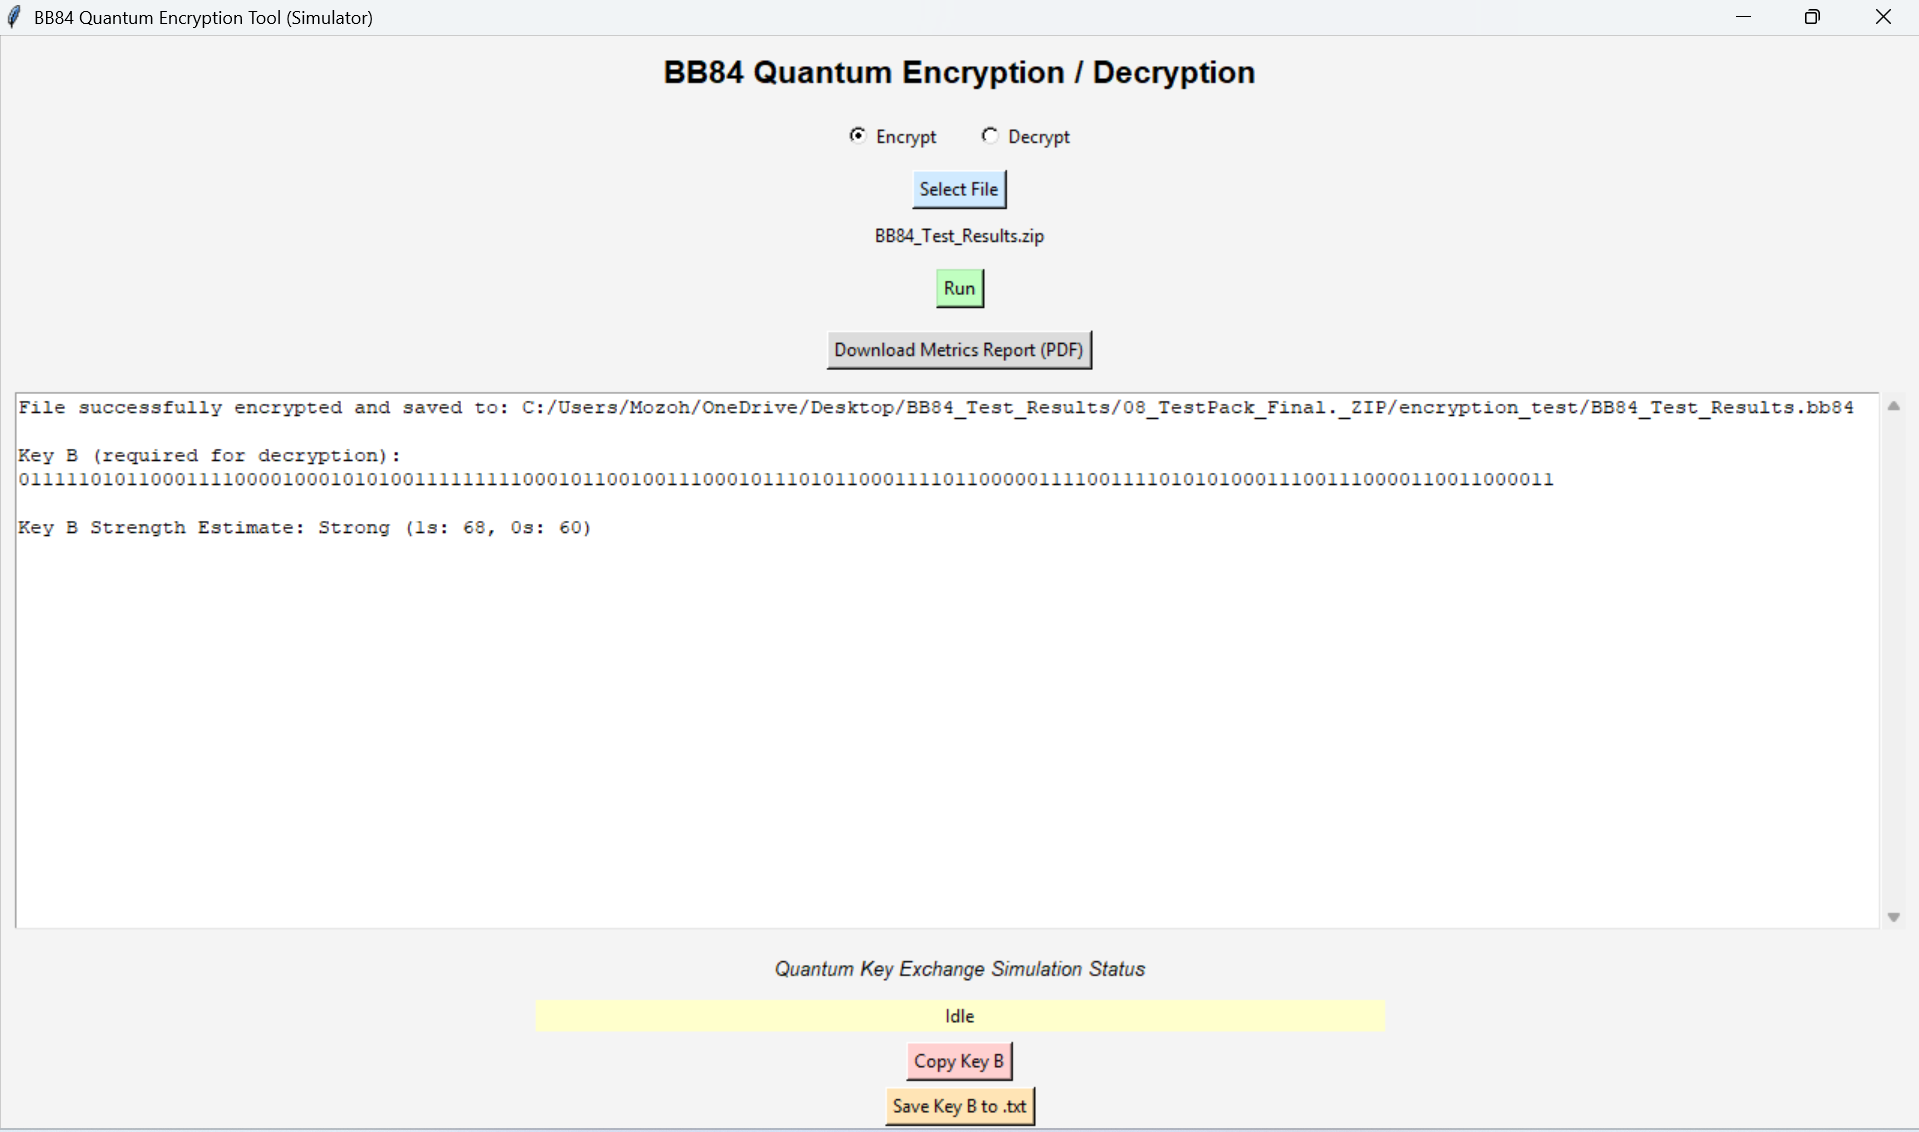 BB84 Quantum Encryption Tool (Simulator)
BB84 Quantum Encryption / Decryption
Encrypt Decrypt
Select File
BB84_Test_Results.zip
Run
Download Metrics Report (PDF)
File successfully encrypted and saved to: C:/Users/Mozoh/OneDrive/Desktop/BB84_Test_Results/08_TestPack_Final._ZIP/encryption_test/BB84_Test_Results.bb84
Key B (required for decryption):
01111101011000111100001000101010011111111100010110010011100010111010110001111011000001111001111010101000111001110000110011000011
Key B Strength Estimate: Strong (1s: 68, 0s: 60)
Quantum Key Exchange Simulation Status
Idle
Copy Key B
Save Key B to .txt